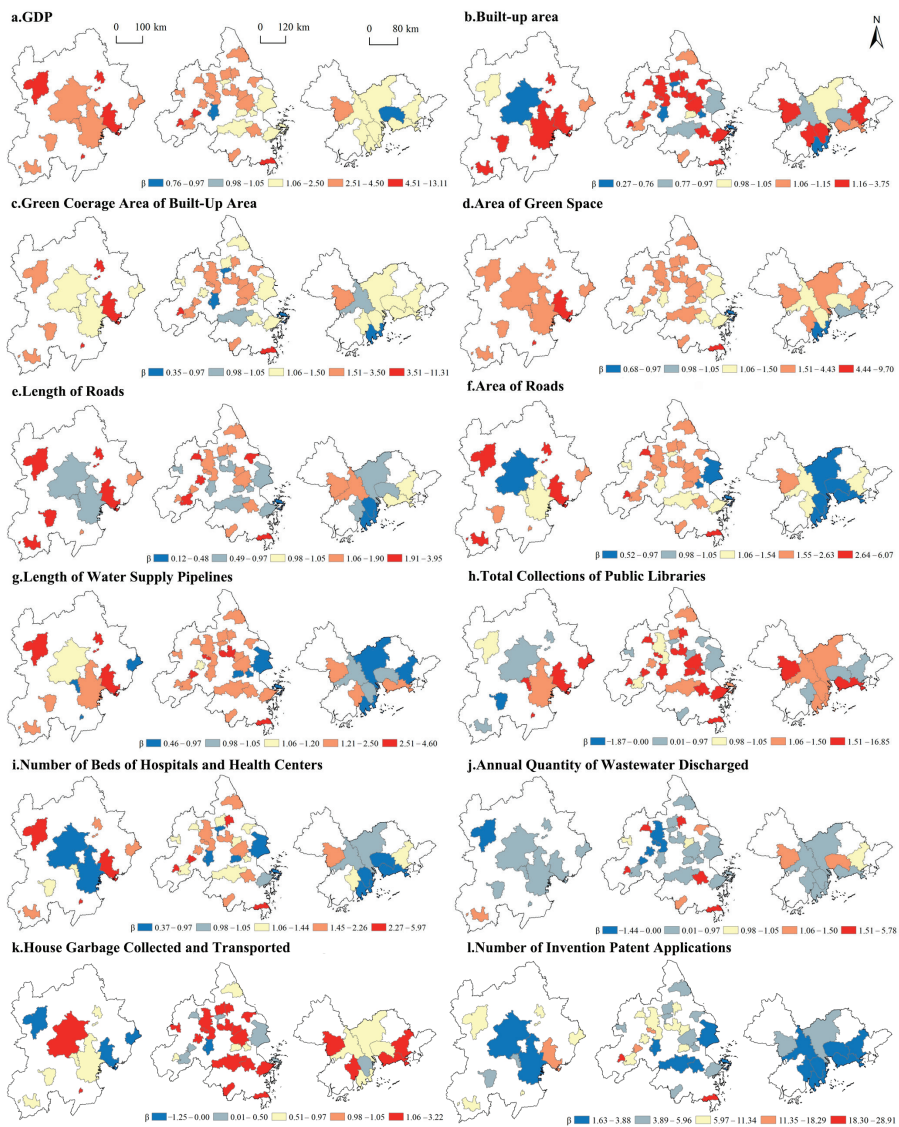 a.GDP
0 100 km
0 120 km
0 80 km
b.Built-up area
N
β 0.76–0.97 0.98–1.05 1.06–2.50 2.51–4.50 4.51–13.11
β 0.27–0.76 0.77–0.97 0.98–1.05 1.06–1.15 1.16–3.75
c.Green Coerage Area of Built-Up Area
d.Area of Green Space
β 0.35–0.97 0.98–1.05 1.06–1.50 1.51–3.50 3.51–11.31
β 0.68–0.97 0.98–1.05 1.06–1.50 1.51–4.43 4.44–9.70
e.Length of Roads
f.Area of Roads
β 0.12–0.48 0.49–0.97 0.98–1.05 1.06–1.90 1.91–3.95
β 0.52–0.97 0.98–1.05 1.06–1.54 1.55–2.63 2.64–6.07
g.Length of Water Supply Pipelines
h.Total Collections of Public Libraries
β 0.46–0.97 0.98–1.05 1.06–1.20 1.21–2.50 2.51–4.60
β −1.87–0.00 0.01–0.97 0.98–1.05 1.06–1.50 1.51–16.85
i.Number of Beds of Hospitals and Health Centers
j.Annual Quantity of Wastewater Discharged
β 0.37–0.97 0.98–1.05 1.06–1.44 1.45–2.26 2.27–5.97
β −1.44–0.00 0.01–0.97 0.98–1.05 1.06–1.50 1.51–5.78
k.House Garbage Collected and Transported
l.Number of Invention Patent Applications
β −1.25–0.00 0.01–0.50 0.51–0.97 0.98–1.05 1.06–3.22
β 1.63–3.88 3.89–5.96 5.97–11.34 11.35–18.29 18.30–28.91